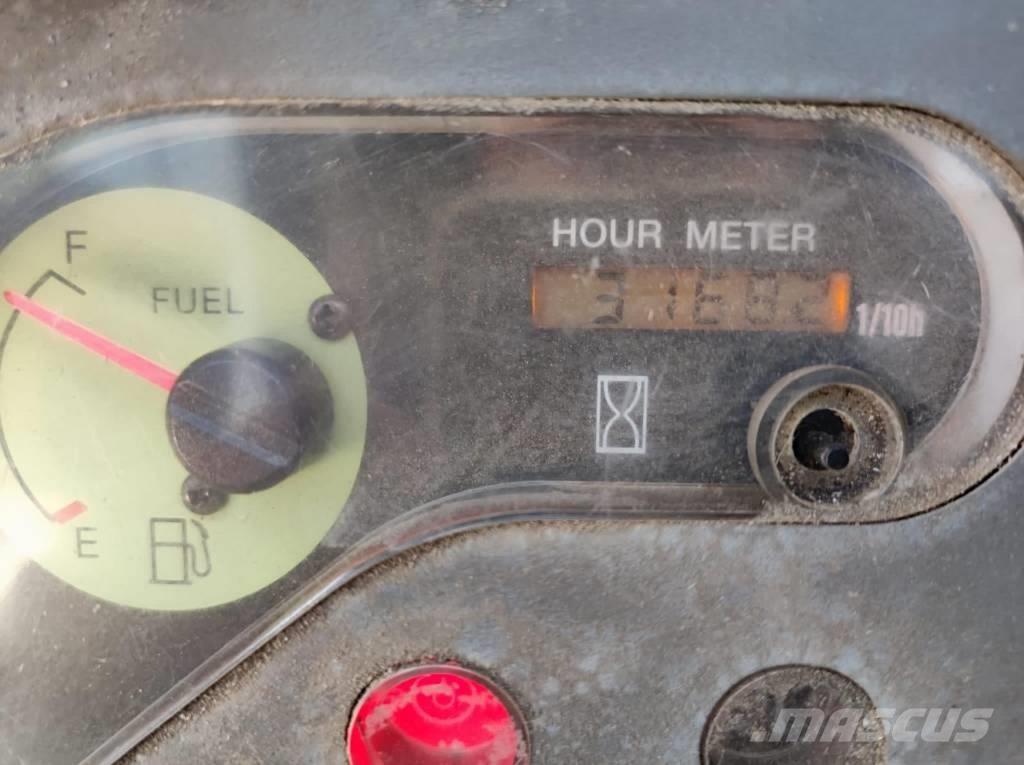 F
FUEL
HOUR METER
1/10h
E
MASCUS